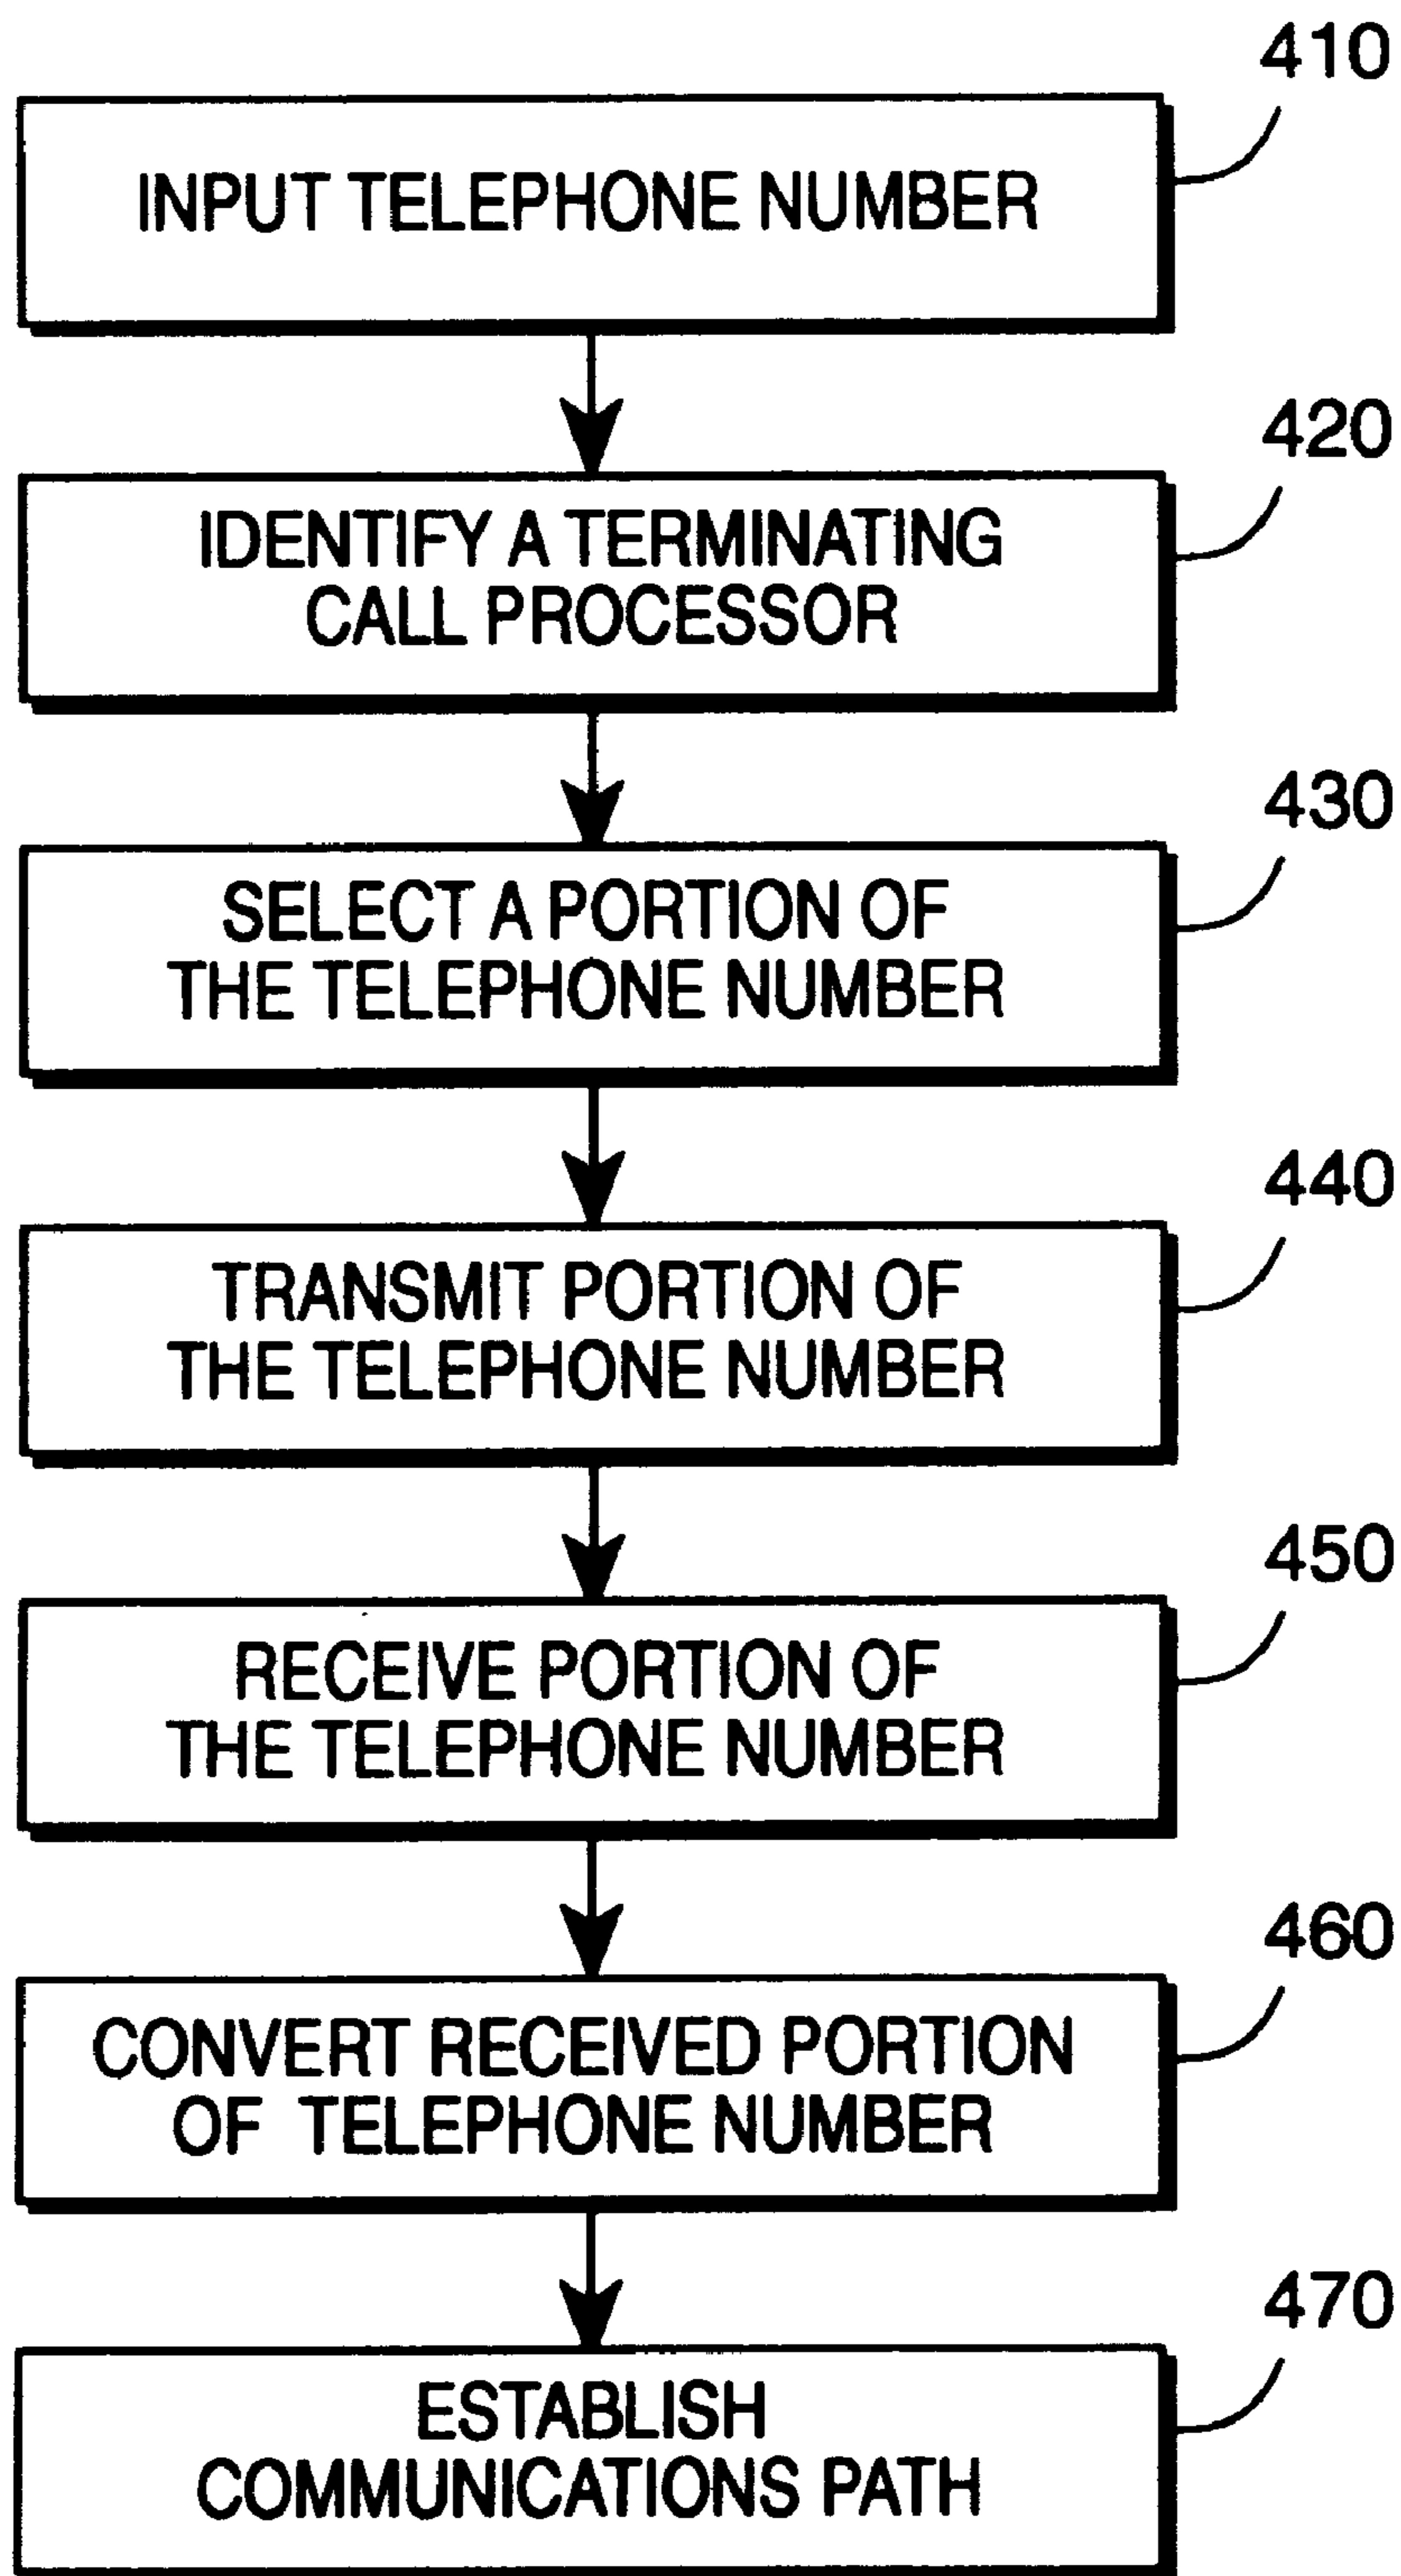 410
INPUT TELEPHONE NUMBER
420
IDENTIFY A TERMINATING
CALL PROCESSOR
430
SELECT A PORTION OF
THE TELEPHONE NUMBER
440
TRANSMIT PORTION OF
THE TELEPHONE NUMBER
450
RECEIVE PORTION OF
THE TELEPHONE NUMBER
460
CONVERT RECEIVED PORTION
OF TELEPHONE NUMBER
470
ESTABLISH
COMMUNICATIONS PATH